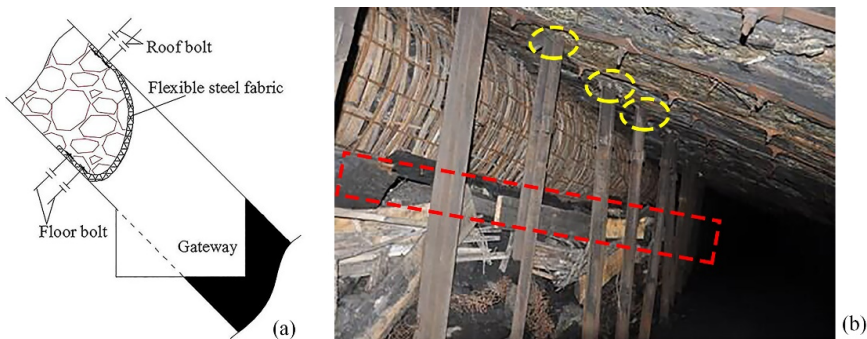 Roof bolt
Flexible steel fabric
Floor bolt
Gateway
(a)
(b)